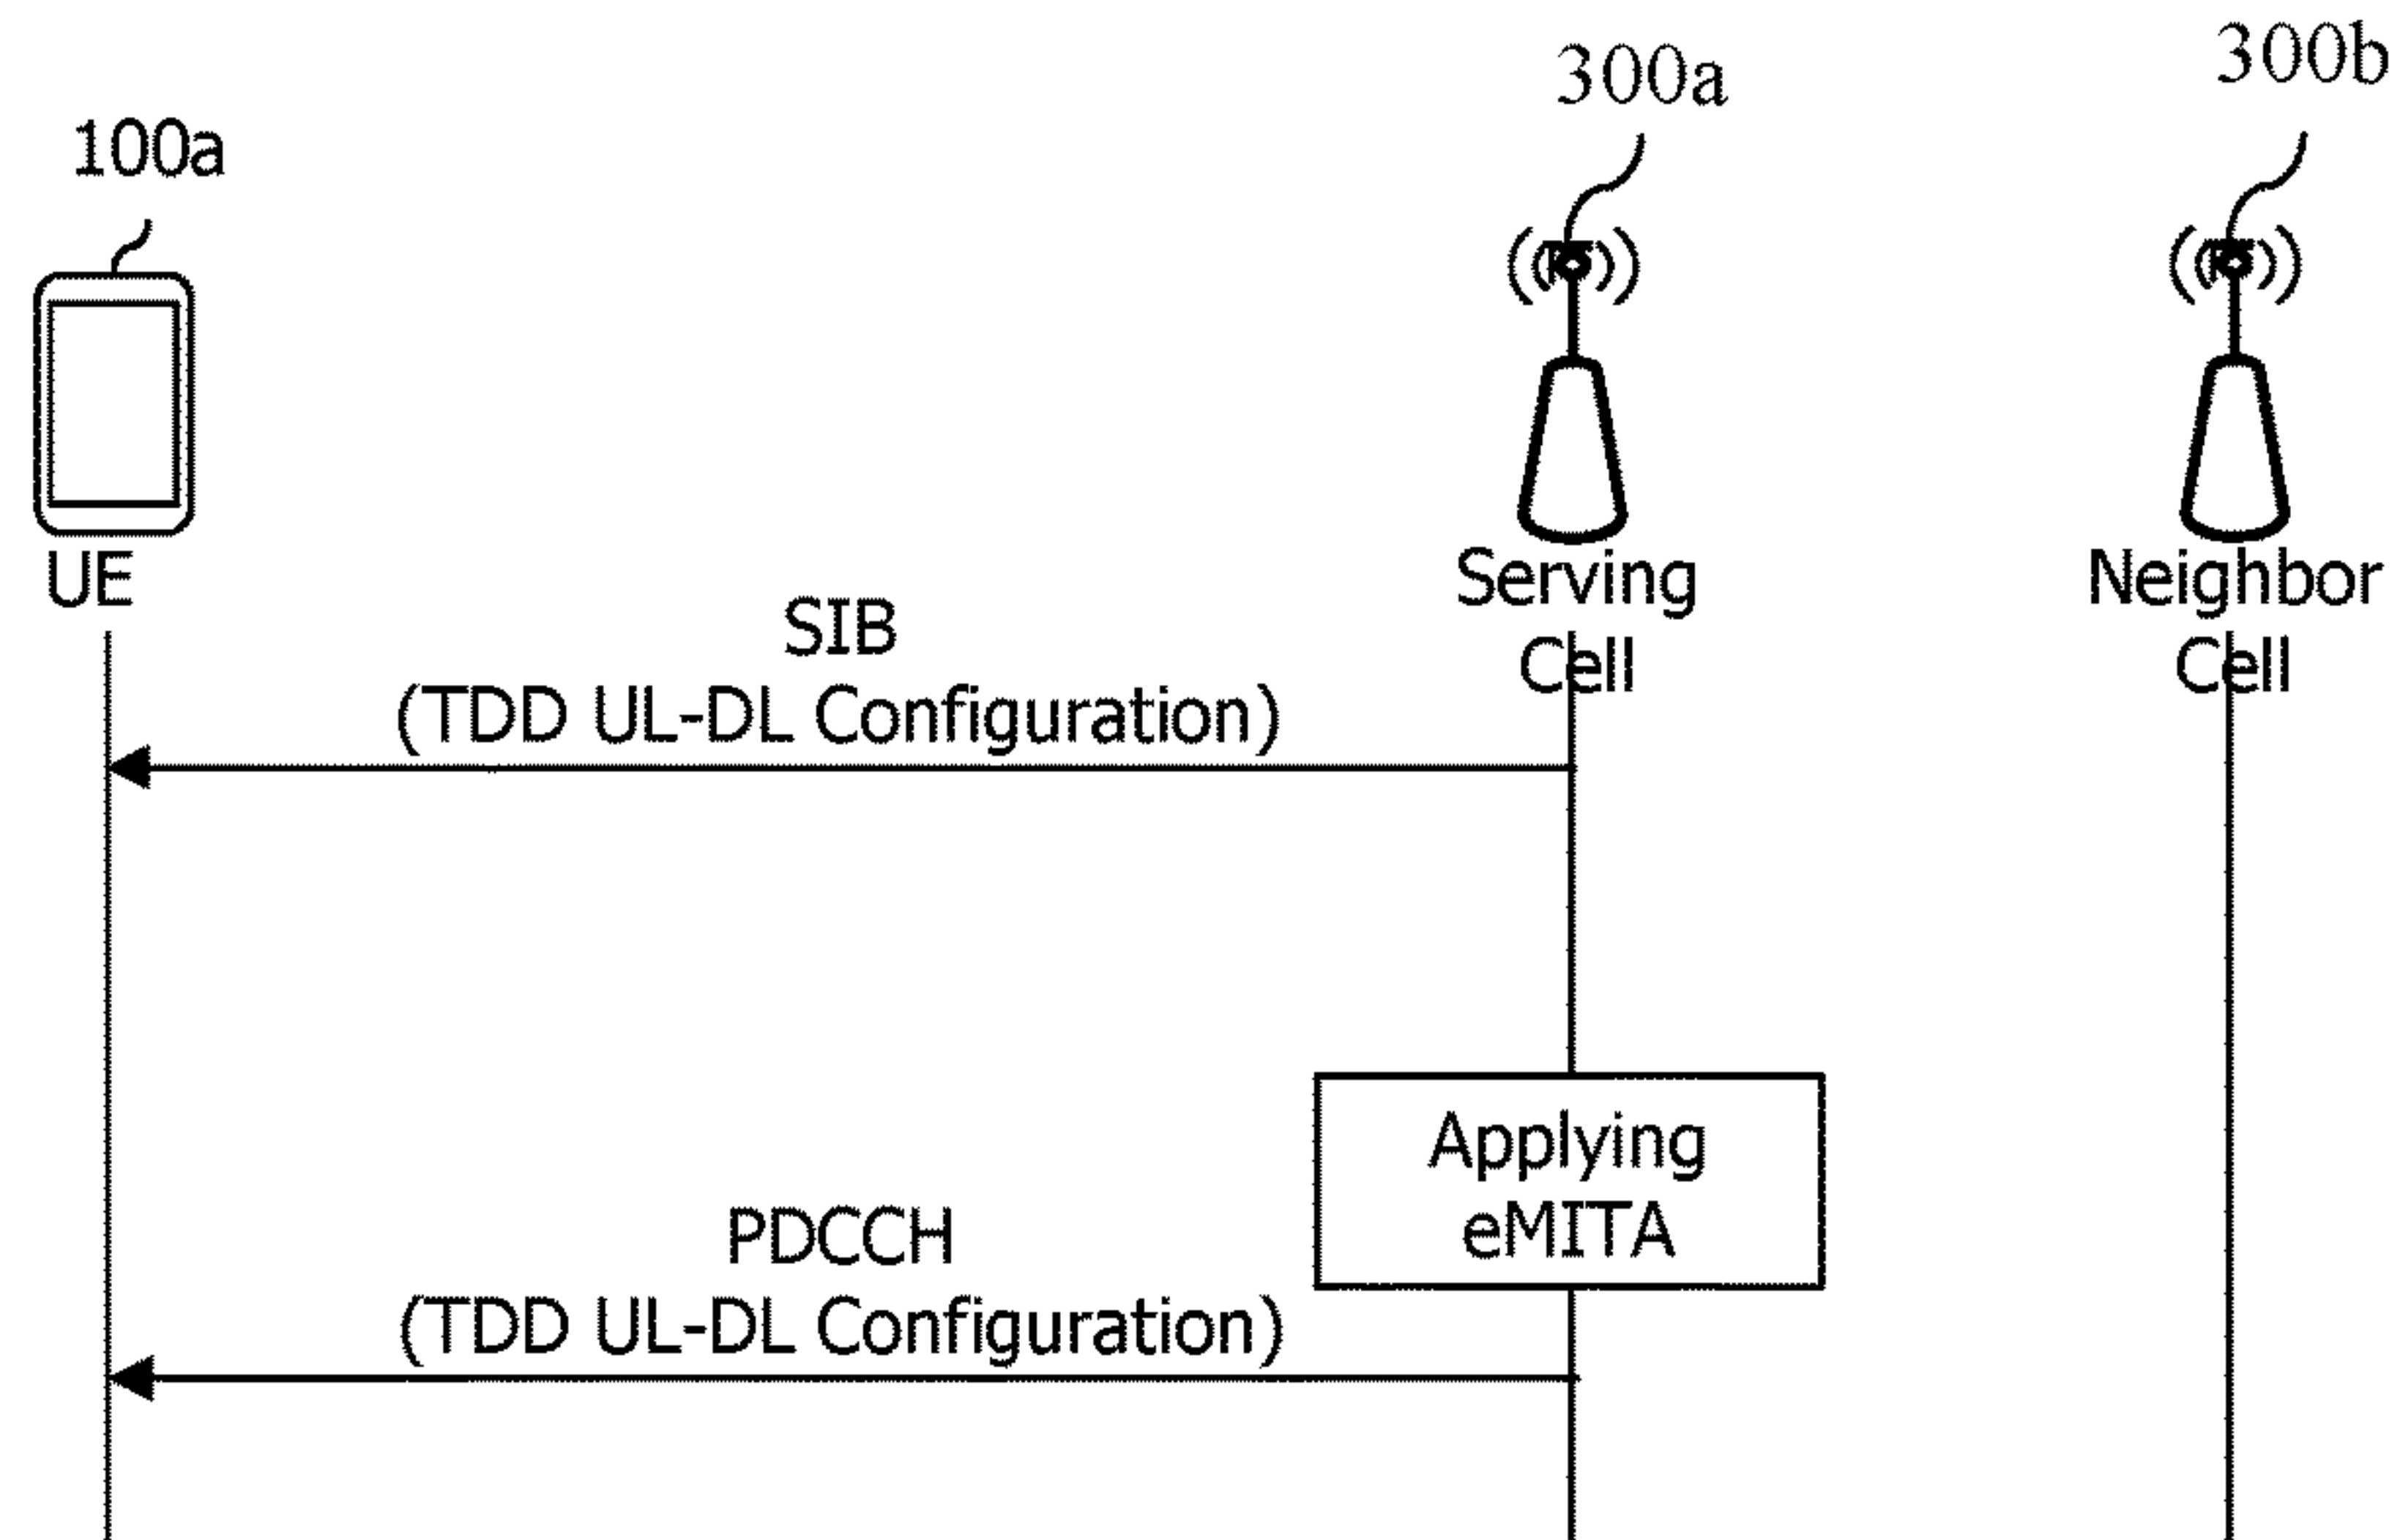 300a
300b
100a
UE
Serving
Cell
Neighbor
Cell
SIB
(TDD UL-DL Configuration)
Applying
eMITA
PDCCH
(TDD UL-DL Configuration)